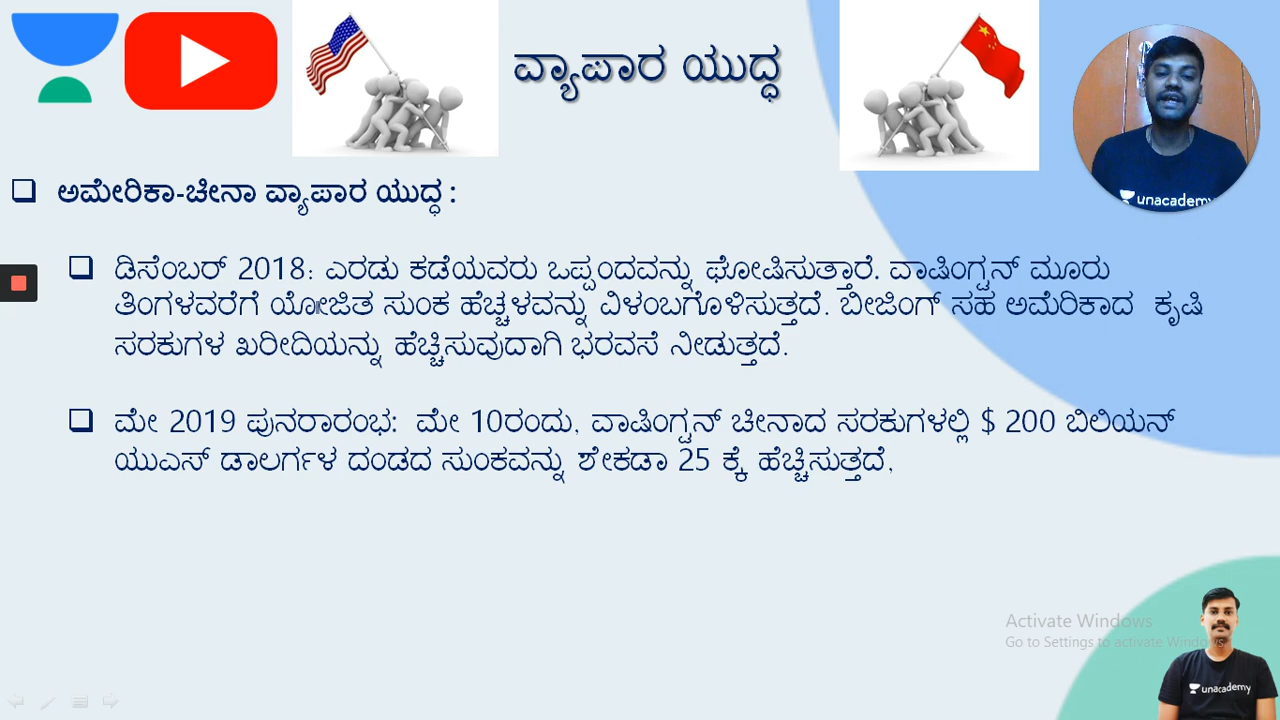 ವ್ಯಾಪಾರ ಯುದ್ಧ
unacademy
ಅಮೇರಿಕಾ-ಚೀನಾ ವ್ಯಾಪಾರ ಯುದ್ಧ :
ಡಿಸೆಂಬರ್ 2018: ಎರಡು ಕಡೆಯವರು ಒಪ್ಪಂದವನ್ನು ಘೋಷಿಸುತ್ತಾರೆ. ವಾಷಿಂಗ್ಟನ್ ಮೂರು
ತಿಂಗಳವರೆಗೆ ಯೋಜಿತ ಸುಂಕ ಹೆಚ್ಚಳವನ್ನು ವಿಳಂಬಗೊಳಿಸುತ್ತದೆ. ಬೀಜಿಂಗ್ ಸಹ ಅಮೆರಿಕಾದ ಕೃಷಿ
ಸರಕುಗಳ ಖರೀದಿಯನ್ನು ಹೆಚ್ಚಿಸುವುದಾಗಿ ಭರವಸೆ ನೀಡುತ್ತದೆ.
ಮೇ 2019 ಪುನರಾರಂಭ: ಮೇ 10ರಂದು, ವಾಷಿಂಗ್ಟನ್ ಚೀನಾದ ಸರಕುಗಳಲ್ಲಿ $ 200 ಬಿಲಿಯನ್
ಯುಎಸ್ ಡಾಲರ್ಗಳ ದಂಡದ ಸುಂಕವನ್ನು ಶೇಕಡಾ 25 ಕ್ಕೆ ಹೆಚ್ಚಿಸುತ್ತದೆ,
Activate Windows
Go to Settings to activate Windows
unacademy